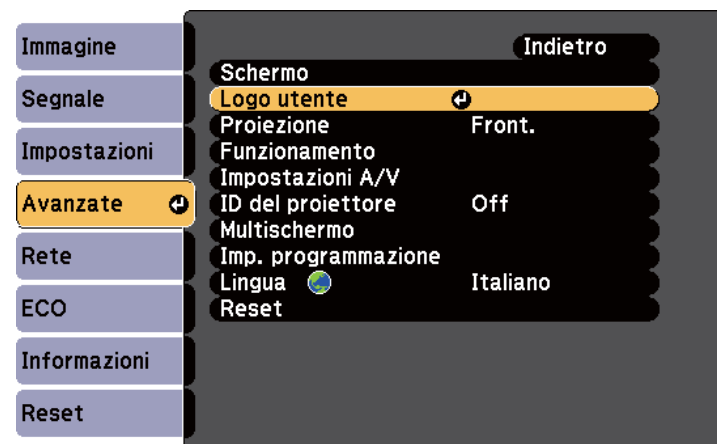 Immagine
Segnale
Impostazioni
Avanzate
Rete
ECO
Informazioni
Reset
Indietro
Schermo
Logo utente
Proiezione Front.
Funzionamento
Impostazioni A/V
ID del proiettore Off
Multischermo
Imp. programmazione
Lingua Italiano
Reset